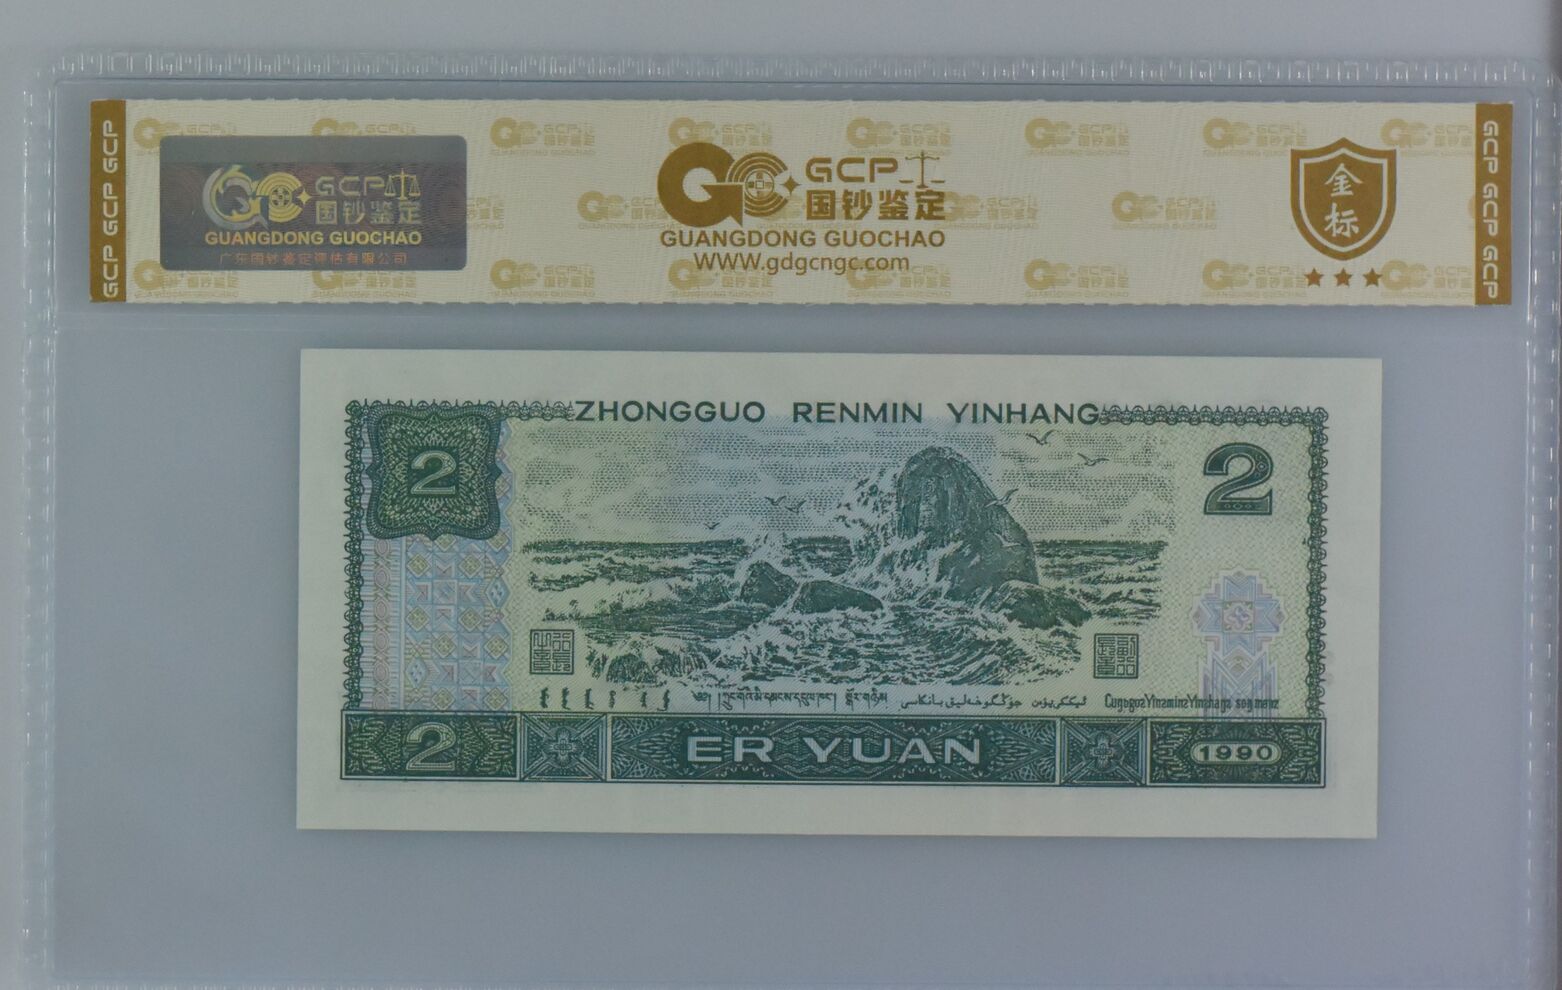 GCP GCP GCP
GCP 国钞鉴定
GUANGDONG GUOCHAO
广东国钞鉴定评估有限公司
GCP 国钞鉴定
GUANGDONG GUOCHAO
WWW.gdgcngc.com
金标
GCP GCP GCP
ZHONGGUO RENMIN YINHANG
2
2
YinzminzYinzhangz
2
ER YUAN
1990